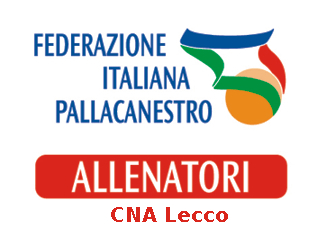 FEDERAZIONE
ITALIANA
PALLACANESTRO
ALLENATORI
CNA Lecco